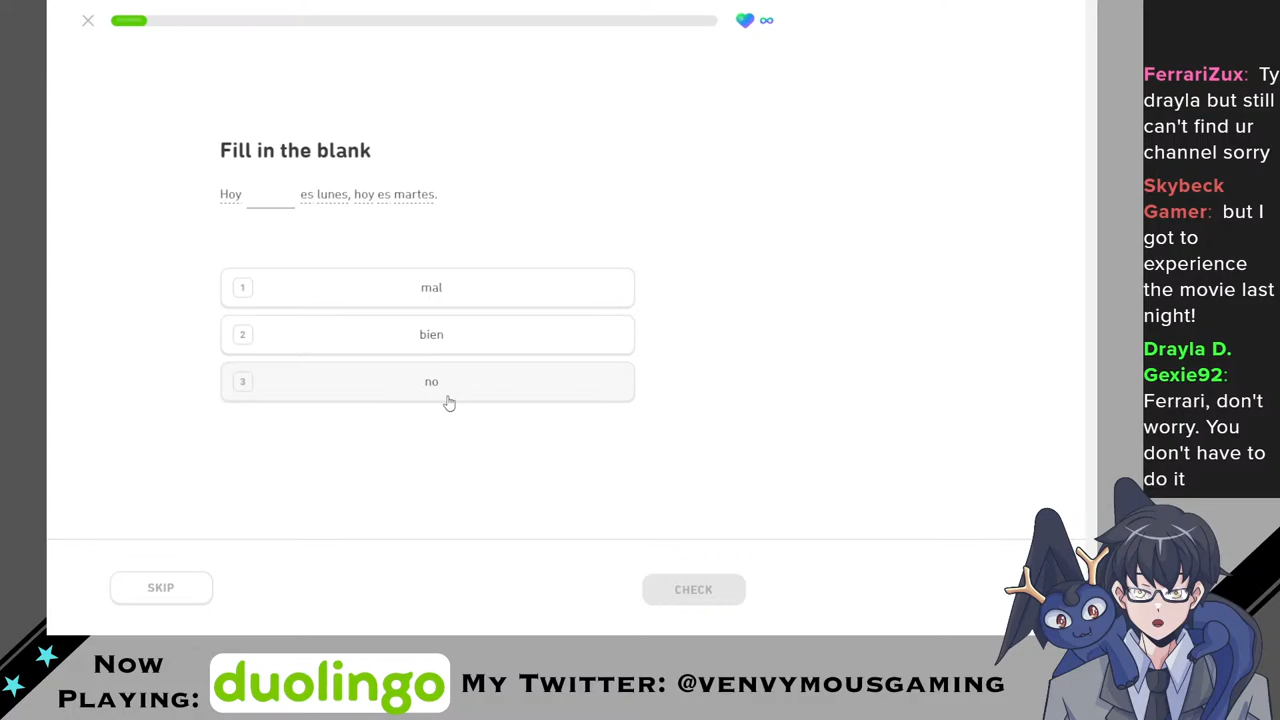 ∞
Fill in the blank
Hoy ______ es lunes, hoy es martes.
1 mal
2 bien
3 no
SKIP
CHECK
FerrariZux: Ty
drayla but still
can't find ur
channel sorry
Skybeck
Gamer: but I
got to
experience
the movie last
night!
Drayla D.
Gexie92:
Ferrari, don't
worry. You
don't have to
do it
Now
Playing:
duolingo
My Twitter: @venvymousgaming